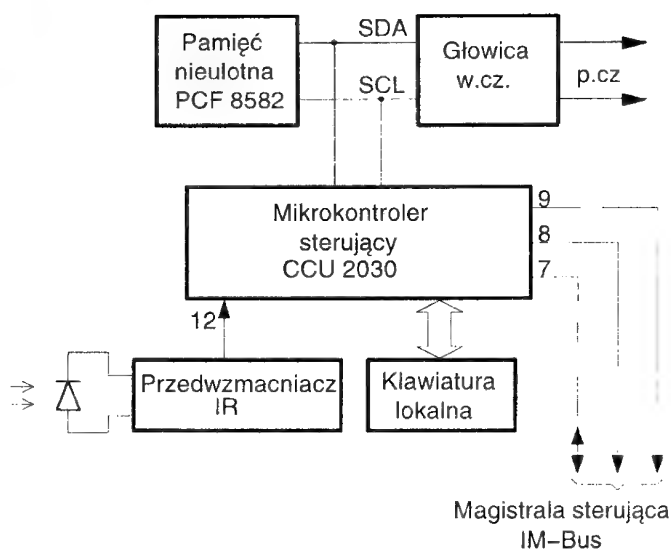 Pamięć
nieulotna
PCF 8582
SDA
SCL
Głowica
w.cz.
p.cz
Mikrokontroler
sterujący
CCU 2030
9
8
7
12
Przedwzmacniacz
IR
Klawiatura
lokalna
Magistrala sterująca
IM-Bus